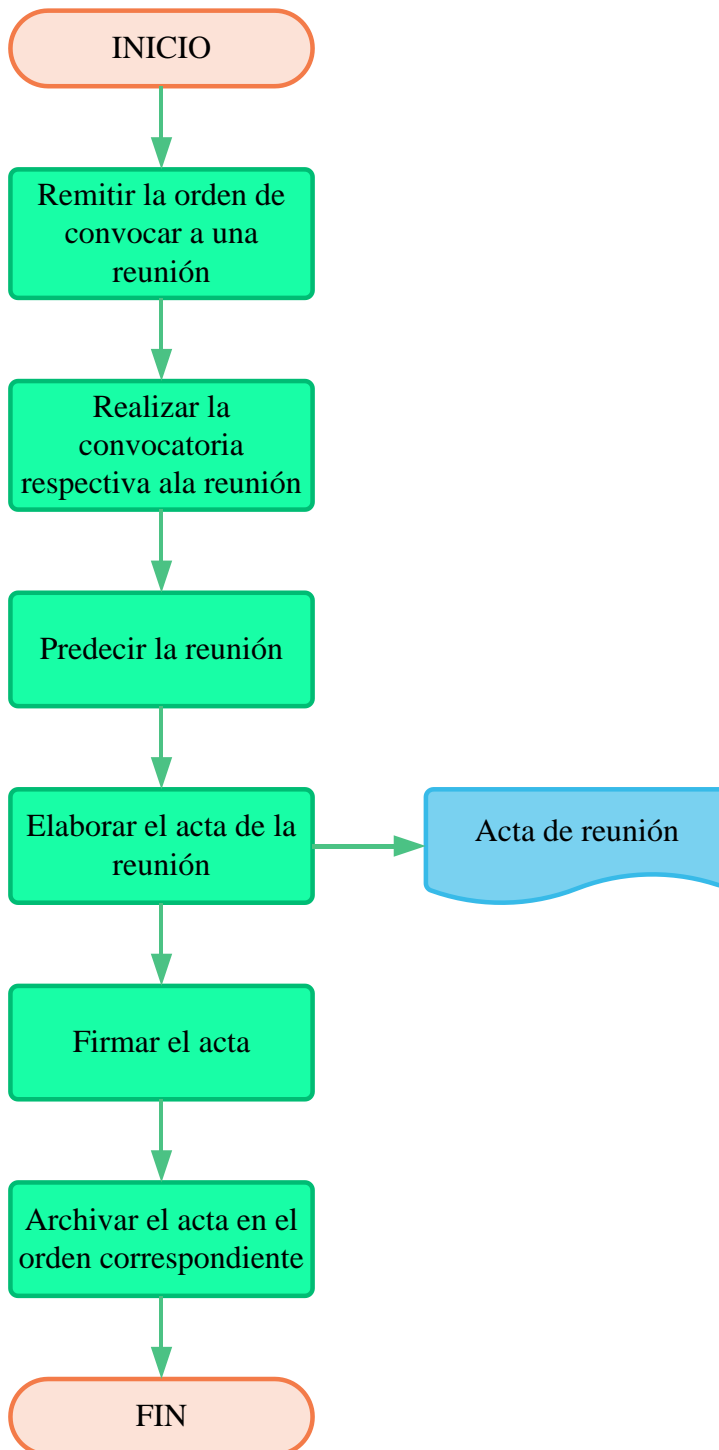 INICIO
Remitir la orden de
convocar a una
reunión
Realizar la
convocatoria
respectiva ala reunión
Predecir la reunión
Elaborar el acta de la
reunión
Acta de reunión
Firmar el acta
Archivar el acta en el
orden correspondiente
FIN